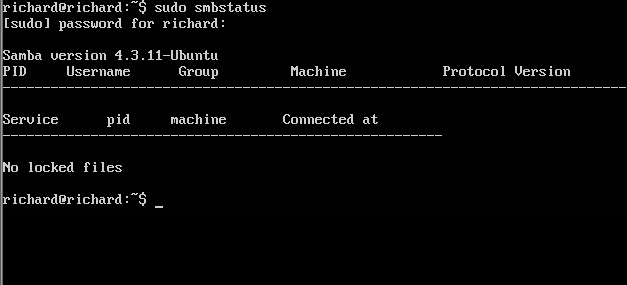 richard@richard:~$ sudo smbstatus
[sudo] password for richard:
Samba version 4.3.11-Ubuntu
PID     Username      Group         Machine            Protocol Version
------------------------------------------------------------------------------
Service      pid     machine       Connected at
-------------------------------------------------------
No locked files
richard@richard:~$ _